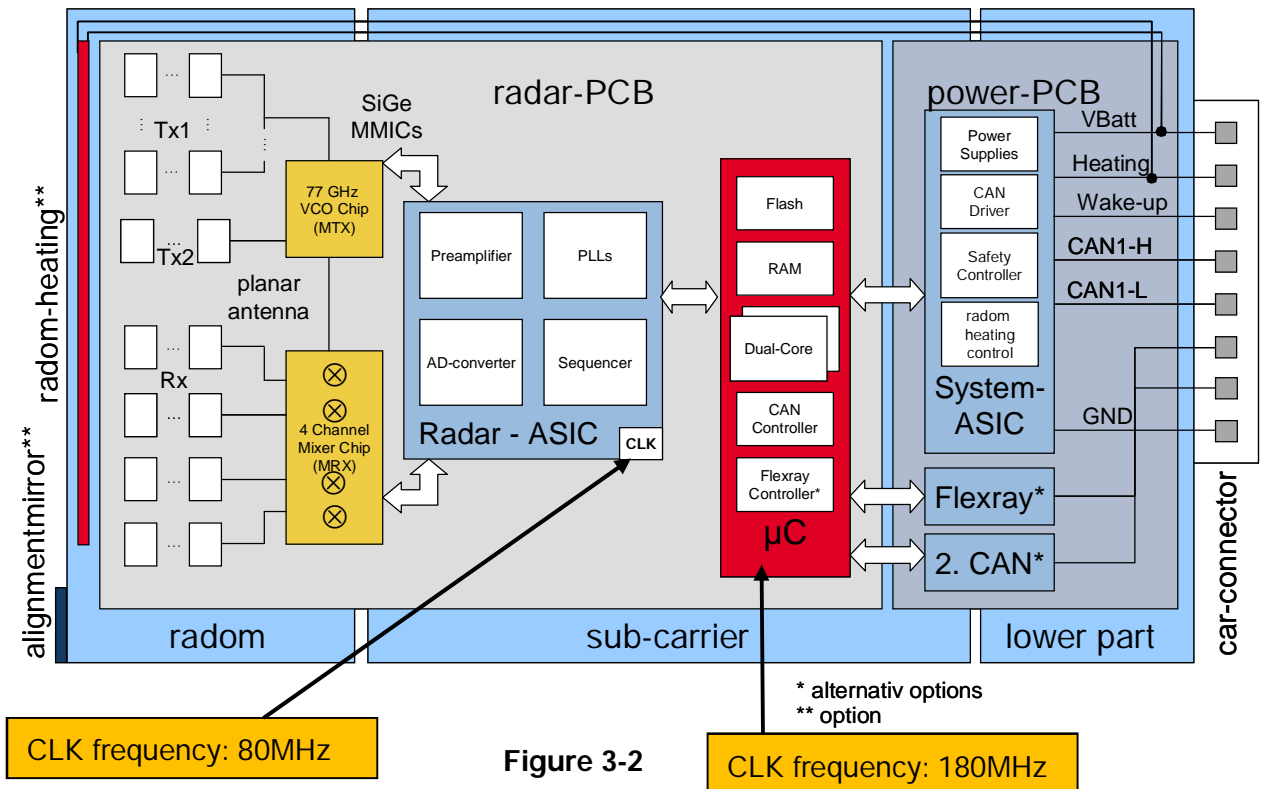 radar-PCB
power-PCB
SiGe
MMICs
...
...
Tx1
...
77 GHz
VCO Chip
(MTX)
...
Tx2
planar
antenna
...
Rx
...
...
...
4 Channel
Mixer Chip
(MRX)
Preamplifier
PLLs
AD-converter
Sequencer
Radar - ASIC
CLK
Flash
RAM
Dual-Core
CAN
Controller
Flexray
Controller*
µC
Power
Supplies
CAN
Driver
Safety
Controller
radom
heating
control
System-
ASIC
Flexray*
2. CAN*
VBatt
Heating
Wake-up
CAN1-H
CAN1-L
GND
car-connector
radom-heating**
alignmentmirror**
radom
sub-carrier
lower part
* alternativ options
** option
CLK frequency: 80MHz
Figure 3-2
CLK frequency: 180MHz